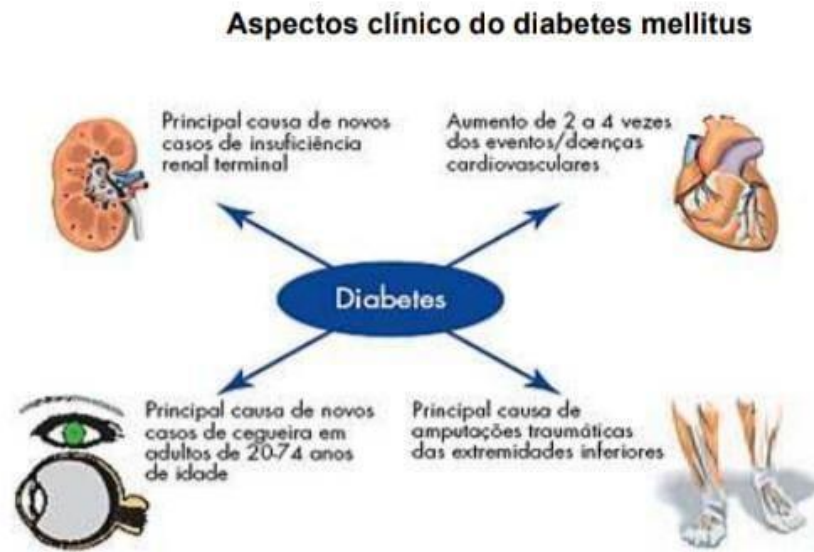 Aspectos clínico do diabetes mellitus
Principal causa de novos
casos de insuficiência
renal terminal
Aumento de 2 a 4 vezes
dos eventos/doenças
cardiovasculares
Diabetes
Principal causa de novos
casos de cegueira em
adultos de 20-74 anos
de idade
Principal causa de
amputações traumáticas
das extremidades inferiores